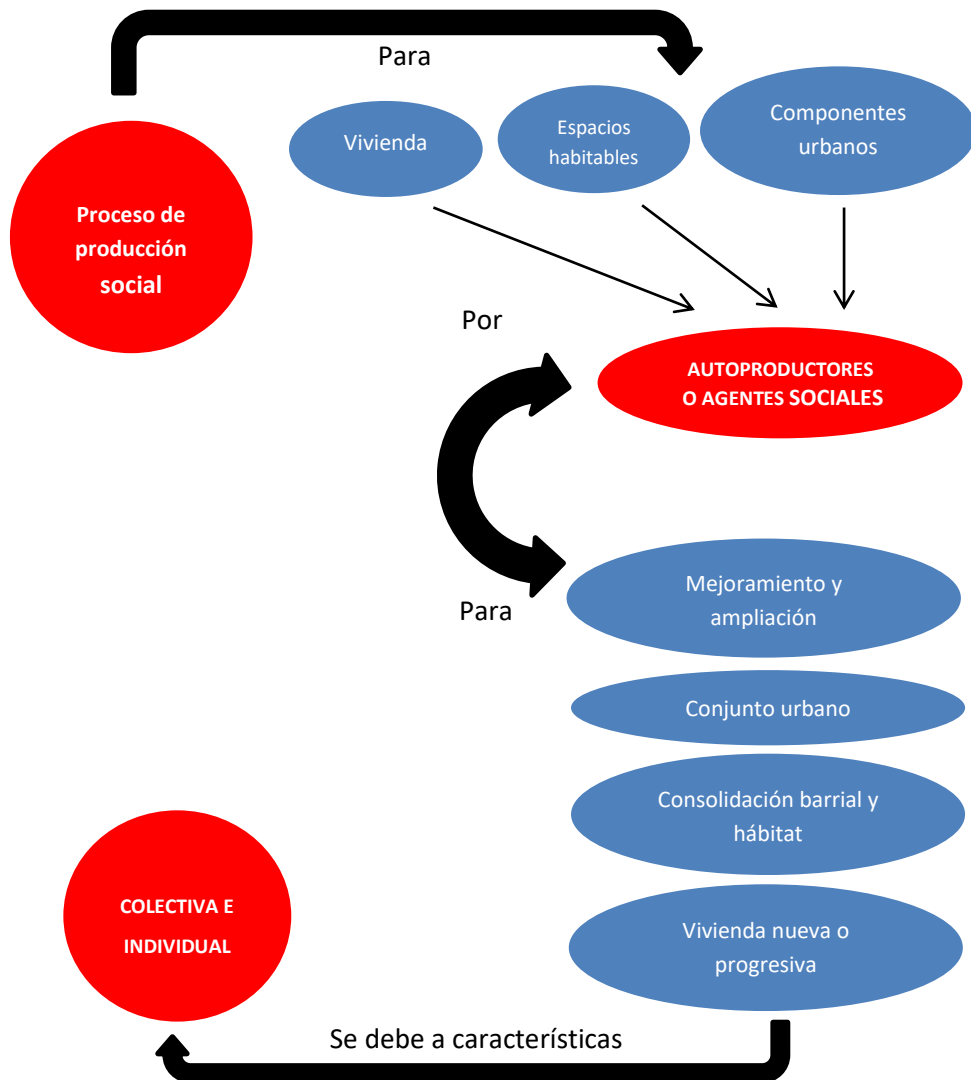 Para
Vivienda
Espacios
habitables
Componentes
urbanos
Proceso de
producción
social
Por
AUTOPRODUCTORES
O AGENTES SOCIALES
Para
Mejoramiento y
ampliación
Conjunto urbano
Consolidación barrial y
hábitat
COLECTIVA E
INDIVIDUAL
Vivienda nueva o
progresiva
Se debe a características